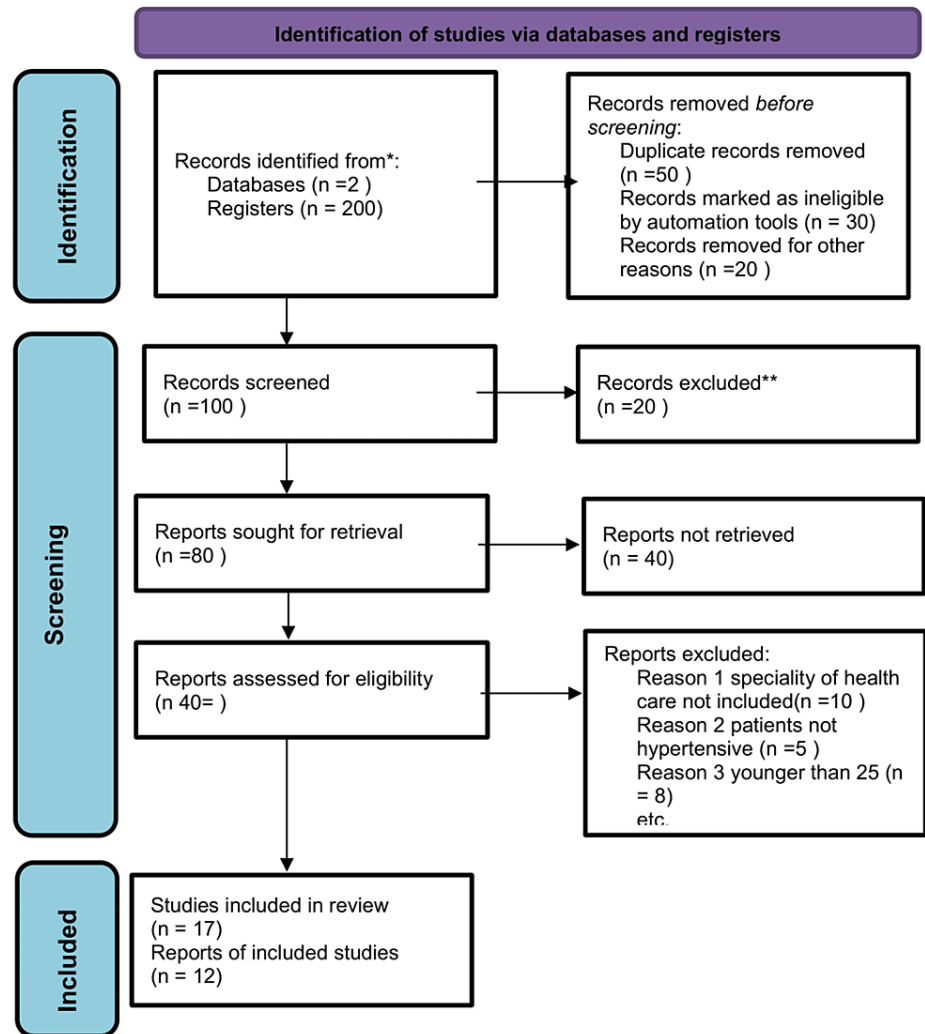 Identification of studies via databases and registers
Identification
Records identified from*:
Databases (n =2 )
Registers (n = 200)
Records removed before
screening:
Duplicate records removed
(n =50 )
Records marked as ineligible
by automation tools (n = 30)
Records removed for other
reasons (n =20 )
Screening
Records screened
(n =100 )
Records excluded**
(n =20 )
Reports sought for retrieval
(n =80 )
Reports not retrieved
(n = 40)
Reports assessed for eligibility
(n 40= )
Reports excluded:
Reason 1 speciality of health
care not included(n =10 )
Reason 2 patients not
hypertensive (n =5 )
Reason 3 younger than 25 (n
= 8)
etc.
Included
Studies included in review
(n = 17)
Reports of included studies
(n = 12)